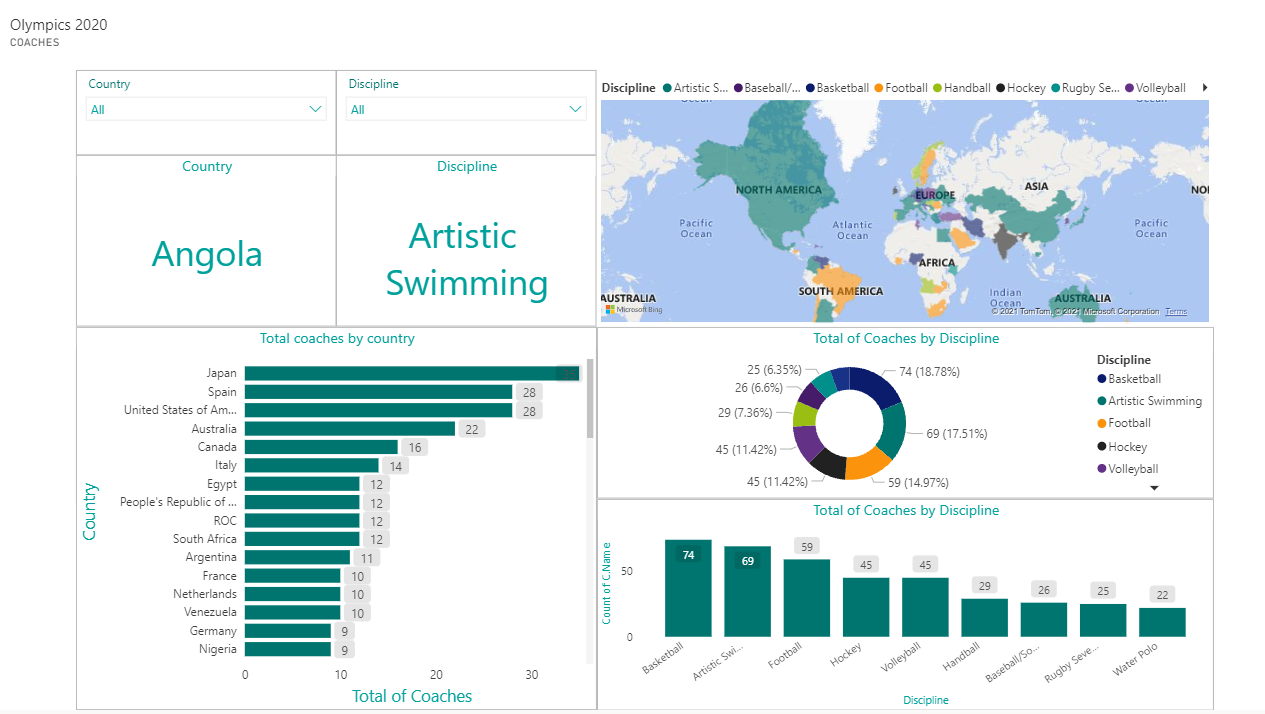 Olympics 2020
COACHES
Country
All
Discipline
All
Country
Angola
Discipline
Artistic
Swimming
Discipline Artistic S... Baseball/... Basketball Football Handball Hockey Rugby Se... Volleyball
Ocean
Ocean
NORTH AMERICA
EUROPE
ASIA
NOI
Pacific
Ocean
Atlantic
Ocean
Pacific
Ocean
AFRICA
SOUTH AMERICA
Indian
Ocean
AUSTRALIA
AUSTRALIA
Microsoft Bing
© 2021 TomTom, © 2021 Microsoft Corporation Terms
Total coaches by country
Country
Japan
Spain 28
United States of Am... 28
Australia 22
Canada 16
Italy 14
Egypt 12
People's Republic of ... 12
ROC 12
South Africa 12
Argentina 11
France 10
Netherlands 10
Venezuela 10
Germany 9
Nigeria 9
0 10 20 30
Total of Coaches
Total of Coaches by Discipline
74 (18.78%)
69 (17.51%)
59 (14.97%)
45 (11.42%)
45 (11.42%)
29 (7.36%)
26 (6.6%)
25 (6.35%)
Discipline
Basketball
Artistic Swimming
Football
Hockey
Volleyball
Total of Coaches by Discipline
Count of C.Name
50
0
74 69 59 45 45 29 26 25 22
Basketball Artistic Swi... Football Hockey Volleyball Handball Baseball/So... Rugby Seve... Water Polo
Discipline